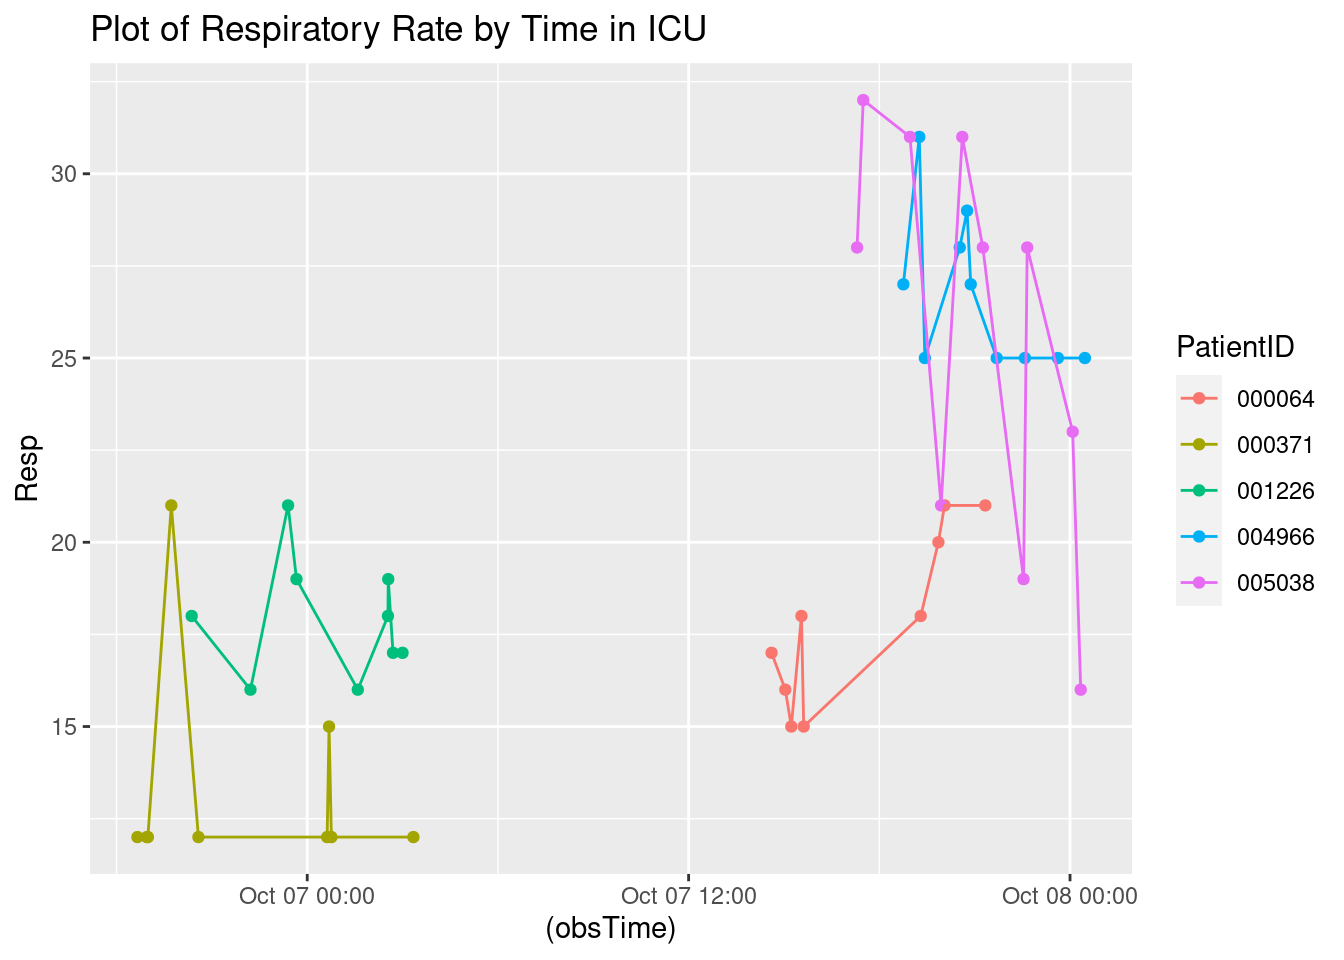 Plot of Respiratory Rate by Time in ICU
Resp
30
25
20
15
Oct 07 00:00
Oct 07 12:00
Oct 08 00:00
(obsTime)
PatientID
000064
000371
001226
004966
005038